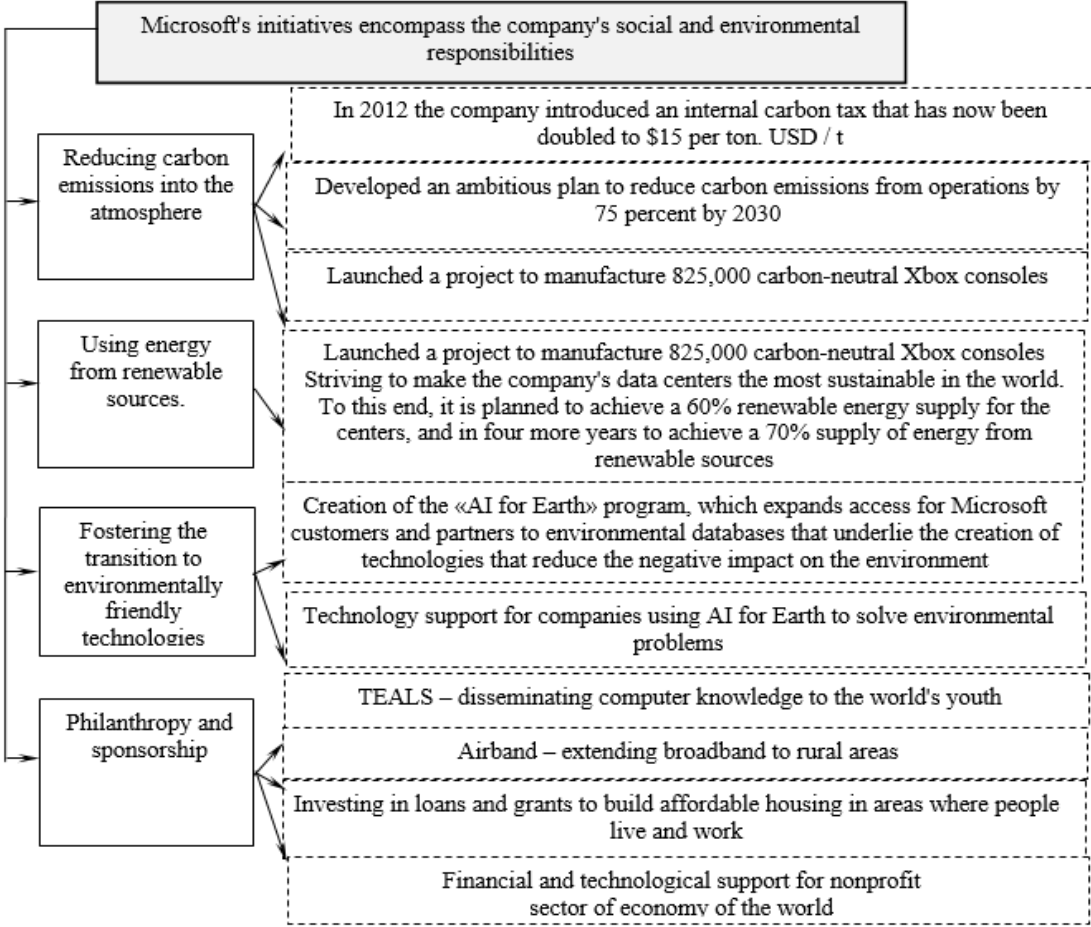 Microsoft's initiatives encompass the company's social and environmental
responsibilities
Reducing carbon
emissions into the
atmosphere
In 2012 the company introduced an internal carbon tax that has now been
doubled to $15 per ton. USD / t
Developed an ambitious plan to reduce carbon emissions from operations by
75 percent by 2030
Launched a project to manufacture 825,000 carbon-neutral Xbox consoles
Using energy
from renewable
sources.
Launched a project to manufacture 825,000 carbon-neutral Xbox consoles
Striving to make the company's data centers the most sustainable in the world.
To this end, it is planned to achieve a 60% renewable energy supply for the
centers, and in four more years to achieve a 70% supply of energy from
renewable sources
Fostering the
transition to
environmentally
friendly
technologies
Creation of the «AI for Earth» program, which expands access for Microsoft
customers and partners to environmental databases that underlie the creation of
technologies that reduce the negative impact on the environment
Technology support for companies using AI for Earth to solve environmental
problems
Philanthropy and
sponsorship
TEALS – disseminating computer knowledge to the world's youth
Airband – extending broadband to rural areas
Investing in loans and grants to build affordable housing in areas where people
live and work
Financial and technological support for nonprofit
sector of economy of the world